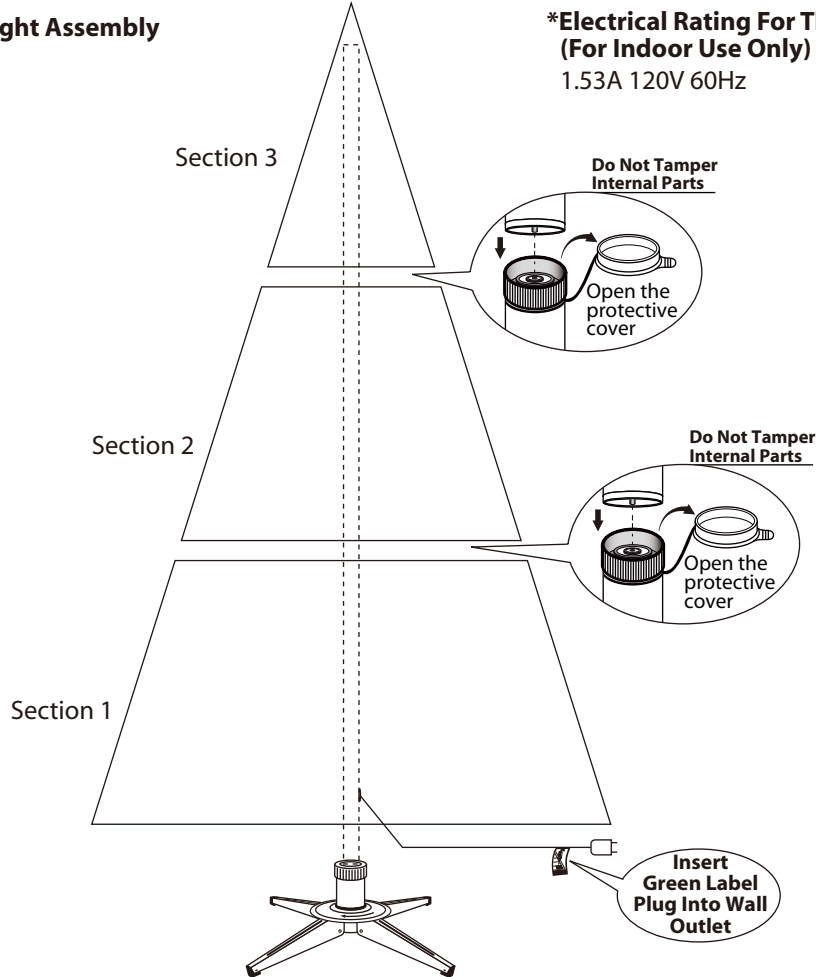 ght Assembly
*Electrical Rating For T
(For Indoor Use Only)
1.53A 120V 60Hz
Section 3
Do Not Tamper
Internal Parts
Open the
protective
cover
Section 2
Do Not Tamper
Internal Parts
Open the
protective
cover
Section 1
Insert
Green Label
Plug Into Wall
Outlet